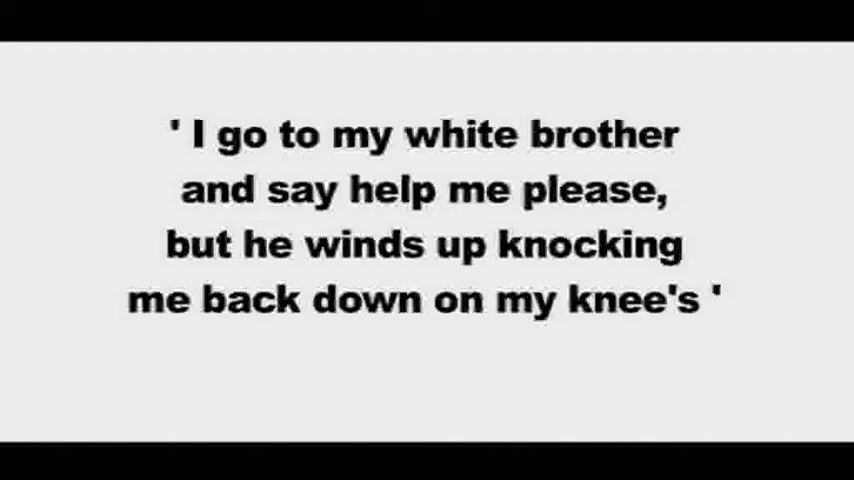 ' I go to my white brother
and say help me please,
but he winds up knocking
me back down on my knee's '